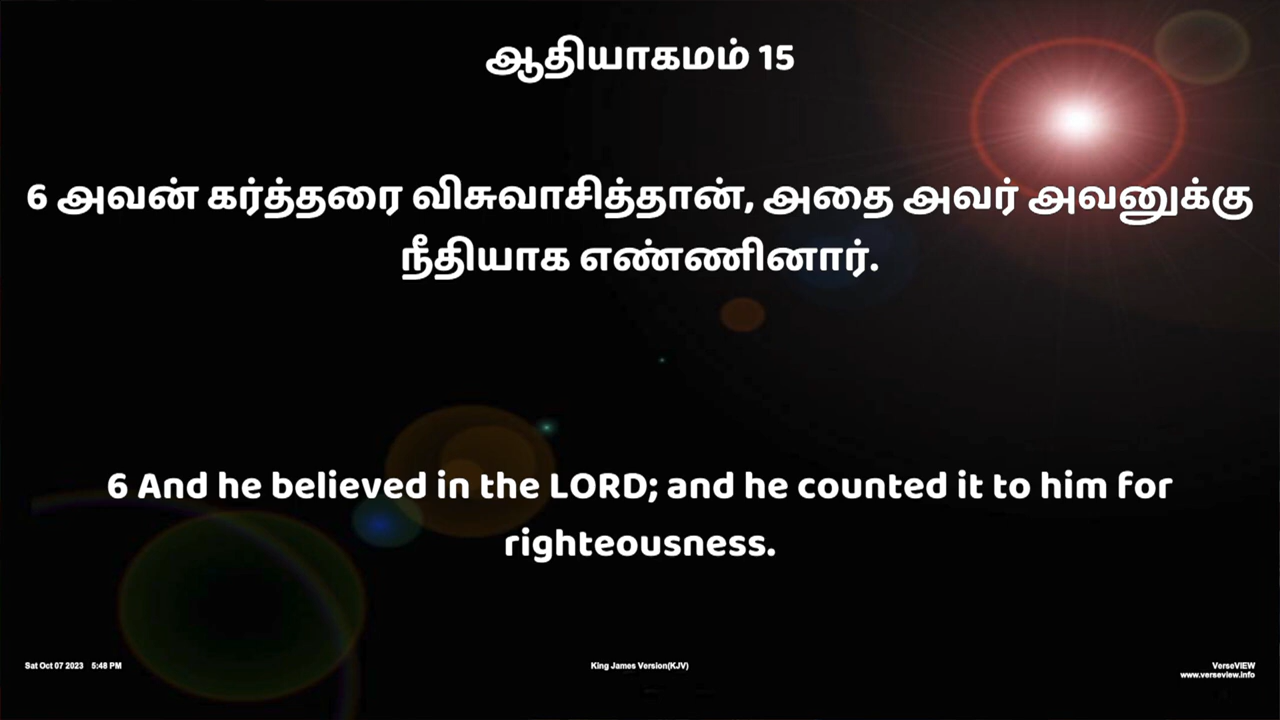 ஆதியாகமம் 15
6 அவன் கர்த்தரை விசுவாசித்தான், அதை அவர் அவனுக்கு
நீதியாக எண்ணினார்.
6 And he believed in the LORD; and he counted it to him for
righteousness.
Sat Oct 07 2023 5:48 PM
King James Version(KJV)
VerseVIEW
www.verseview.info